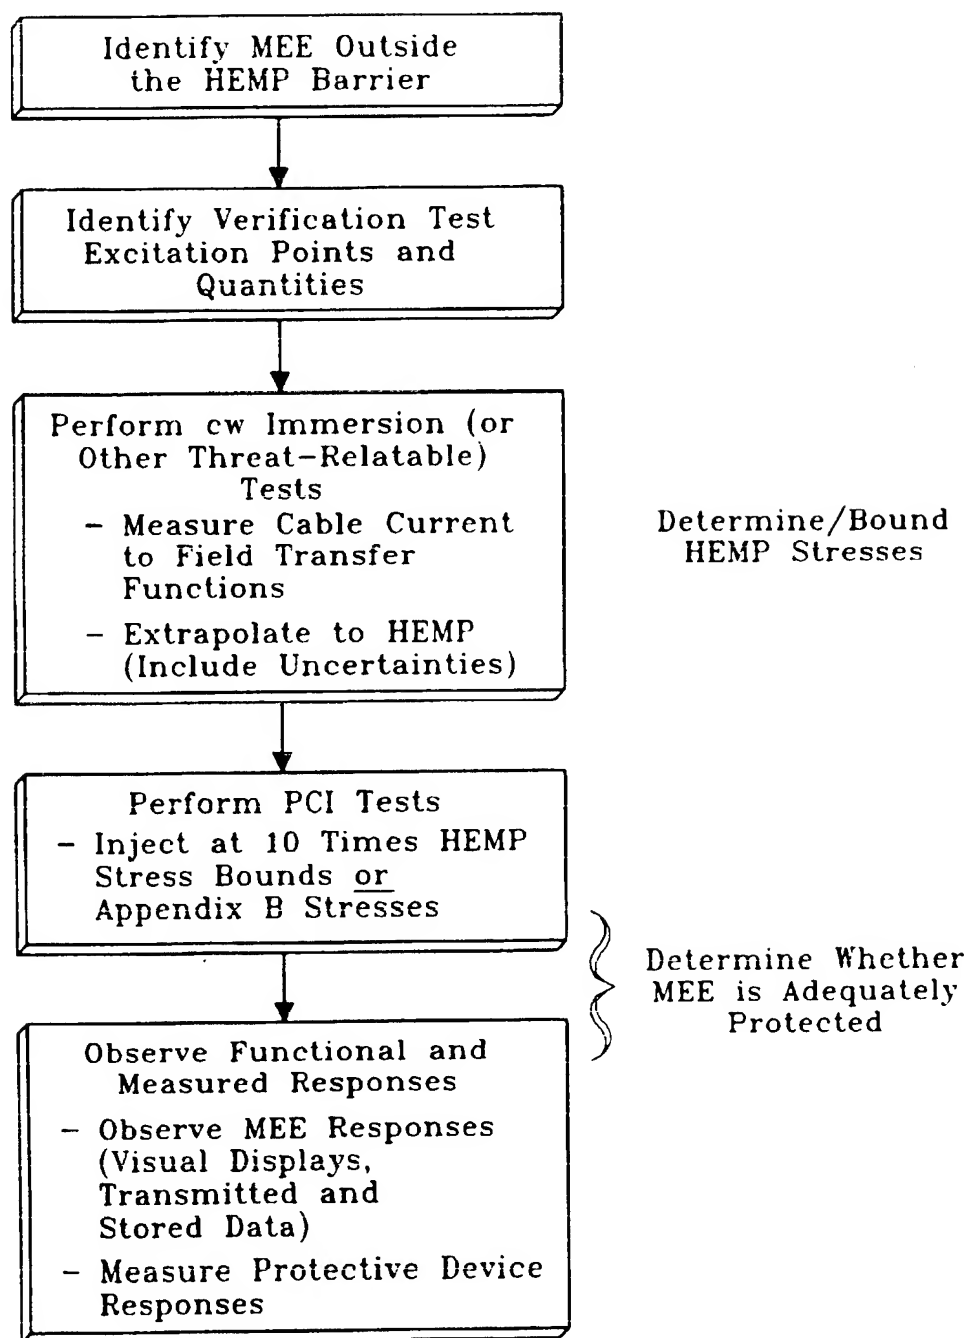 Identify MEE Outside
the HEMP Barrier
Identify Verification Test
Excitation Points and
Quantities
Perform cw Immersion (or
Other Threat-Relatable)
Tests
- Measure Cable Current
to Field Transfer
Functions
- Extrapolate to HEMP
(Include Uncertainties)
Determine/Bound
HEMP Stresses
Perform PCI Tests
- Inject at 10 Times HEMP
Stress Bounds or
Appendix B Stresses
Determine Whether
MEE is Adequately
Protected
Observe Functional and
Measured Responses
- Observe MEE Responses
(Visual Displays,
Transmitted and
Stored Data)
- Measure Protective Device
Responses